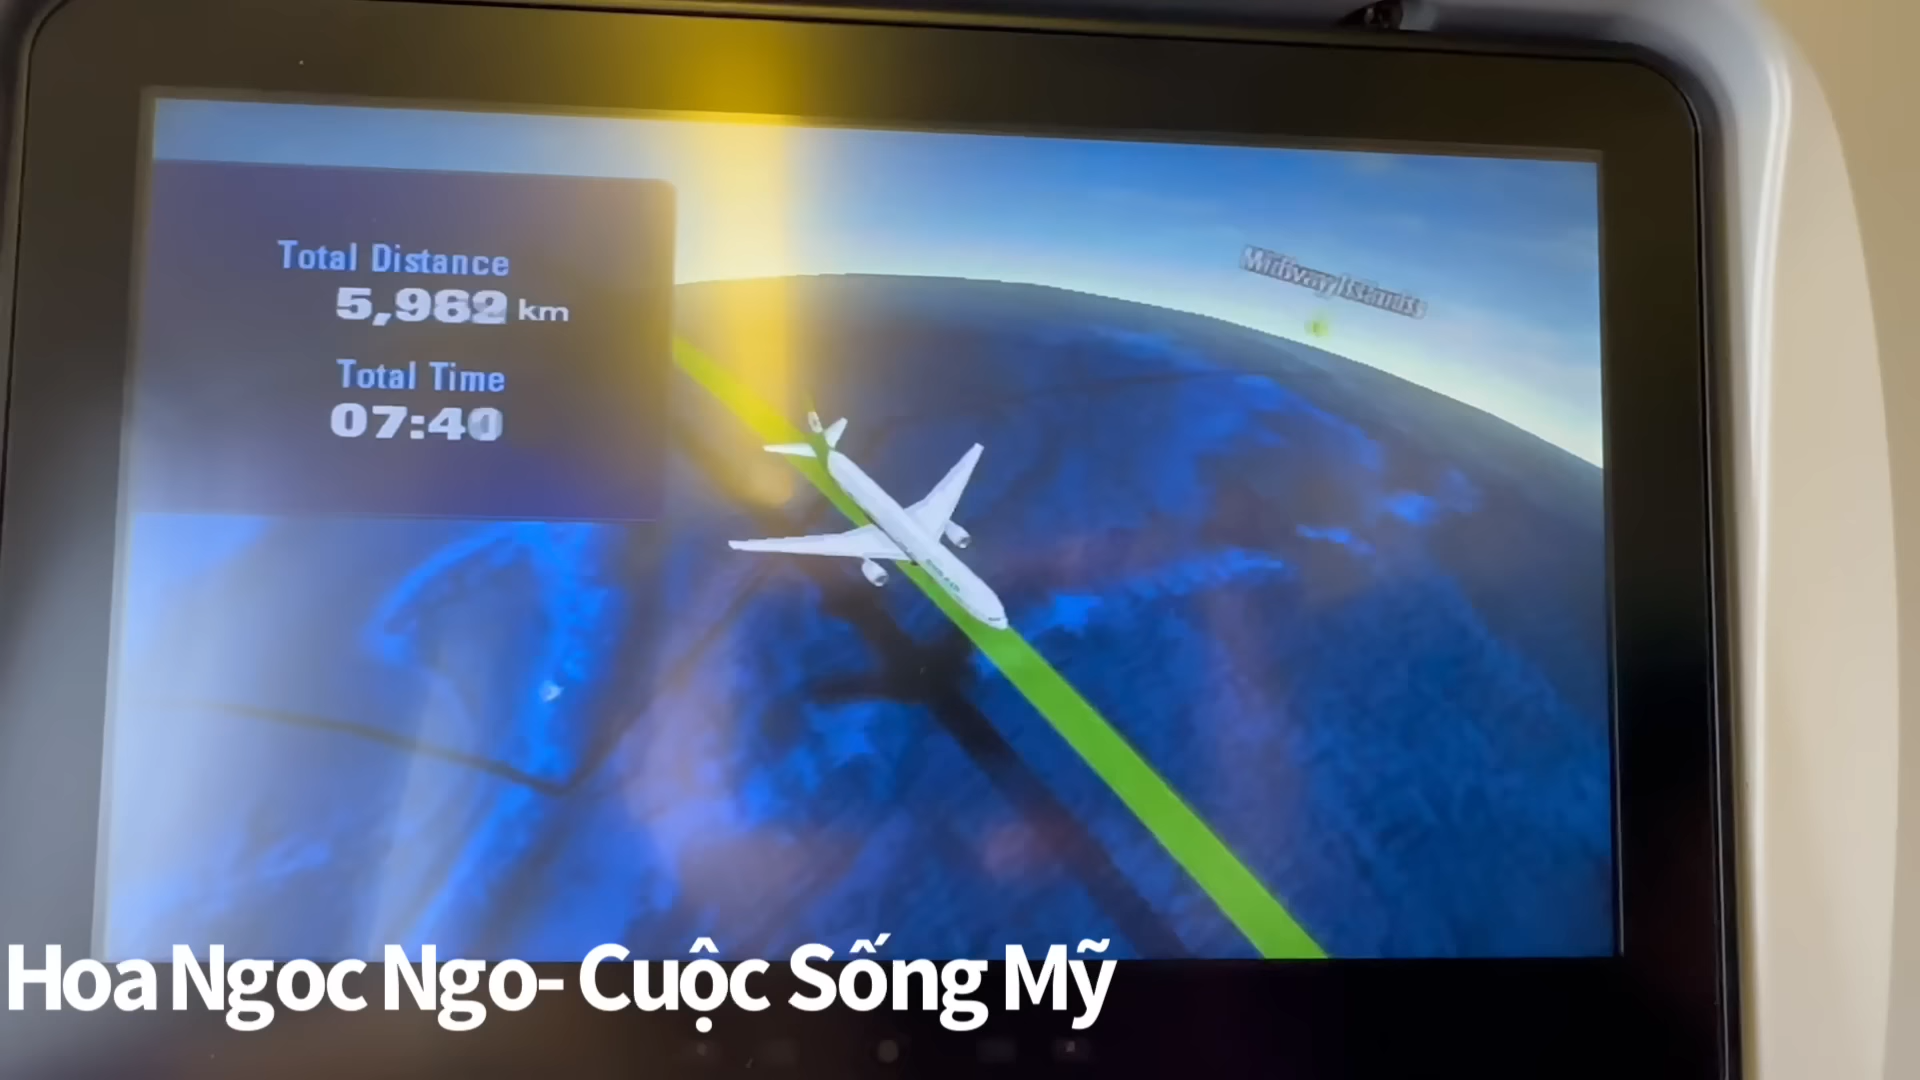 Total Distance
5,962 km
Total Time
07:40
Midway Islands
Hoa Ngoc Ngo- Cuộc Sống Mỹ